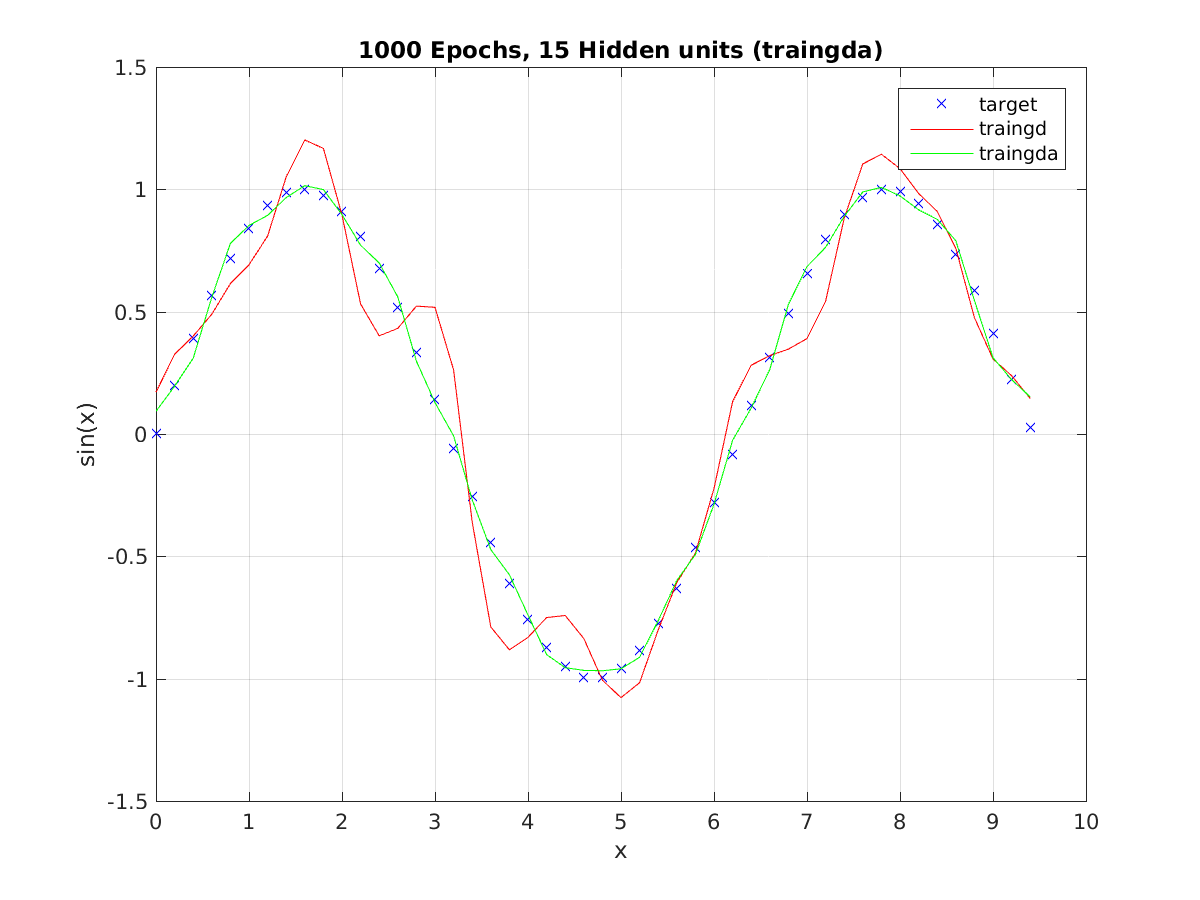 1000 Epochs, 15 Hidden units (traingda)
target
traingd
traingda
1.5
1
0.5
0
-0.5
-1
-1.5
sin(x)
0 1 2 3 4 5 6 7 8 9 10
x